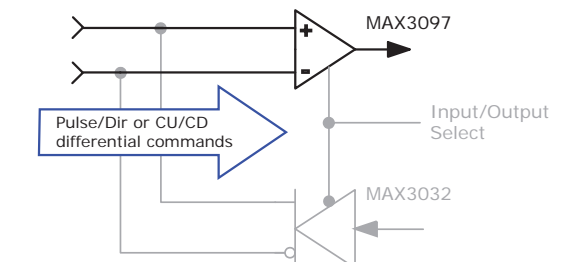 MAX3097
+
-
Input/Output
Select
Pulse/Dir or CU/CD
differential commands
MAX3032